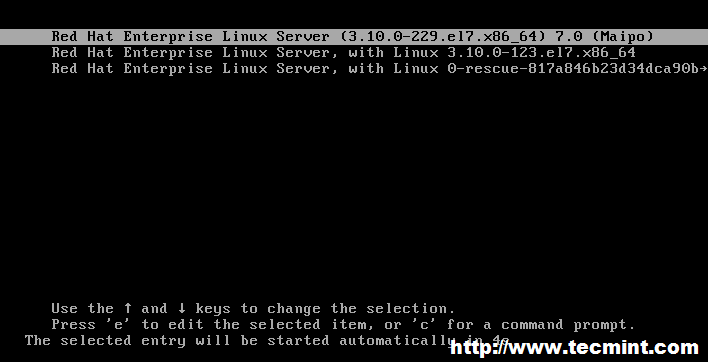 Red Hat Enterprise Linux Server (3.10.0-229.el7.x86_64) 7.0 (Maipo)
Red Hat Enterprise Linux Server, with Linux 3.10.0-123.el7.x86_64
Red Hat Enterprise Linux Server, with Linux 0-rescue-817a846b23d34dca90b→
Use the ↑ and ↓ keys to change the selection.
Press 'e' to edit the selected item, or 'c' for a command prompt.
The selected entry will be started automatically in
http://www.tecmint.com